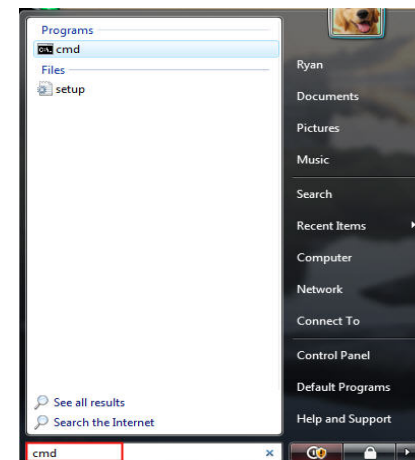 Programs
cmd
Files
setup
See all results
Search the Internet
cmd
Ryan
Documents
Pictures
Music
Search
Recent Items
Computer
Network
Connect To
Control Panel
Default Programs
Help and Support